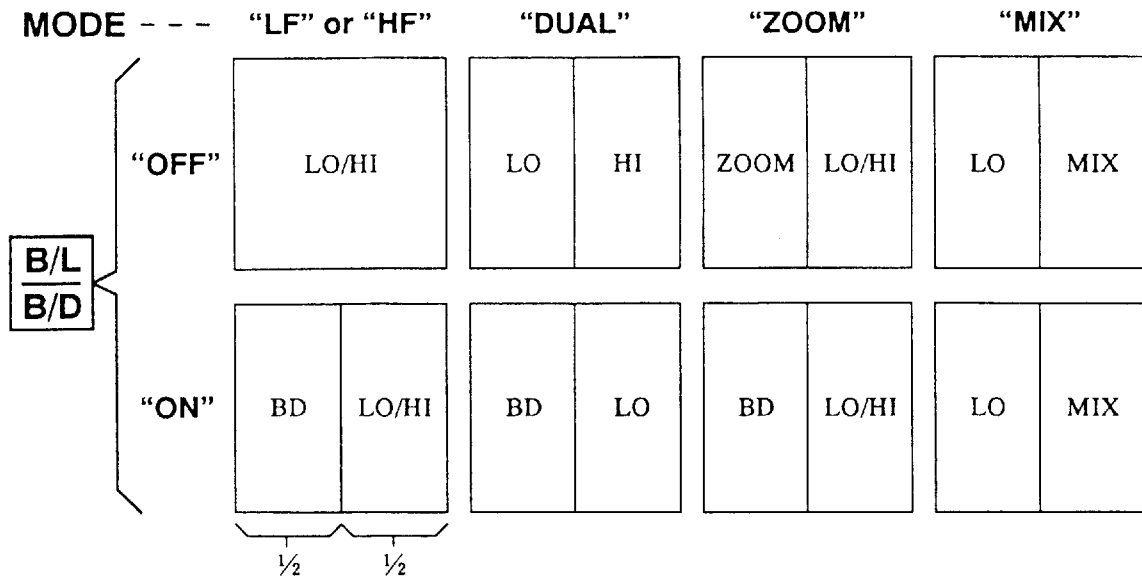 MODE --- "LF" or "HF" "DUAL" "ZOOM" "MIX"
"OFF" LO/HI LO HI ZOOM LO/HI LO MIX
B/L
B/D
"ON" BD LO/HI BD LO BD LO/HI LO MIX
½ ½